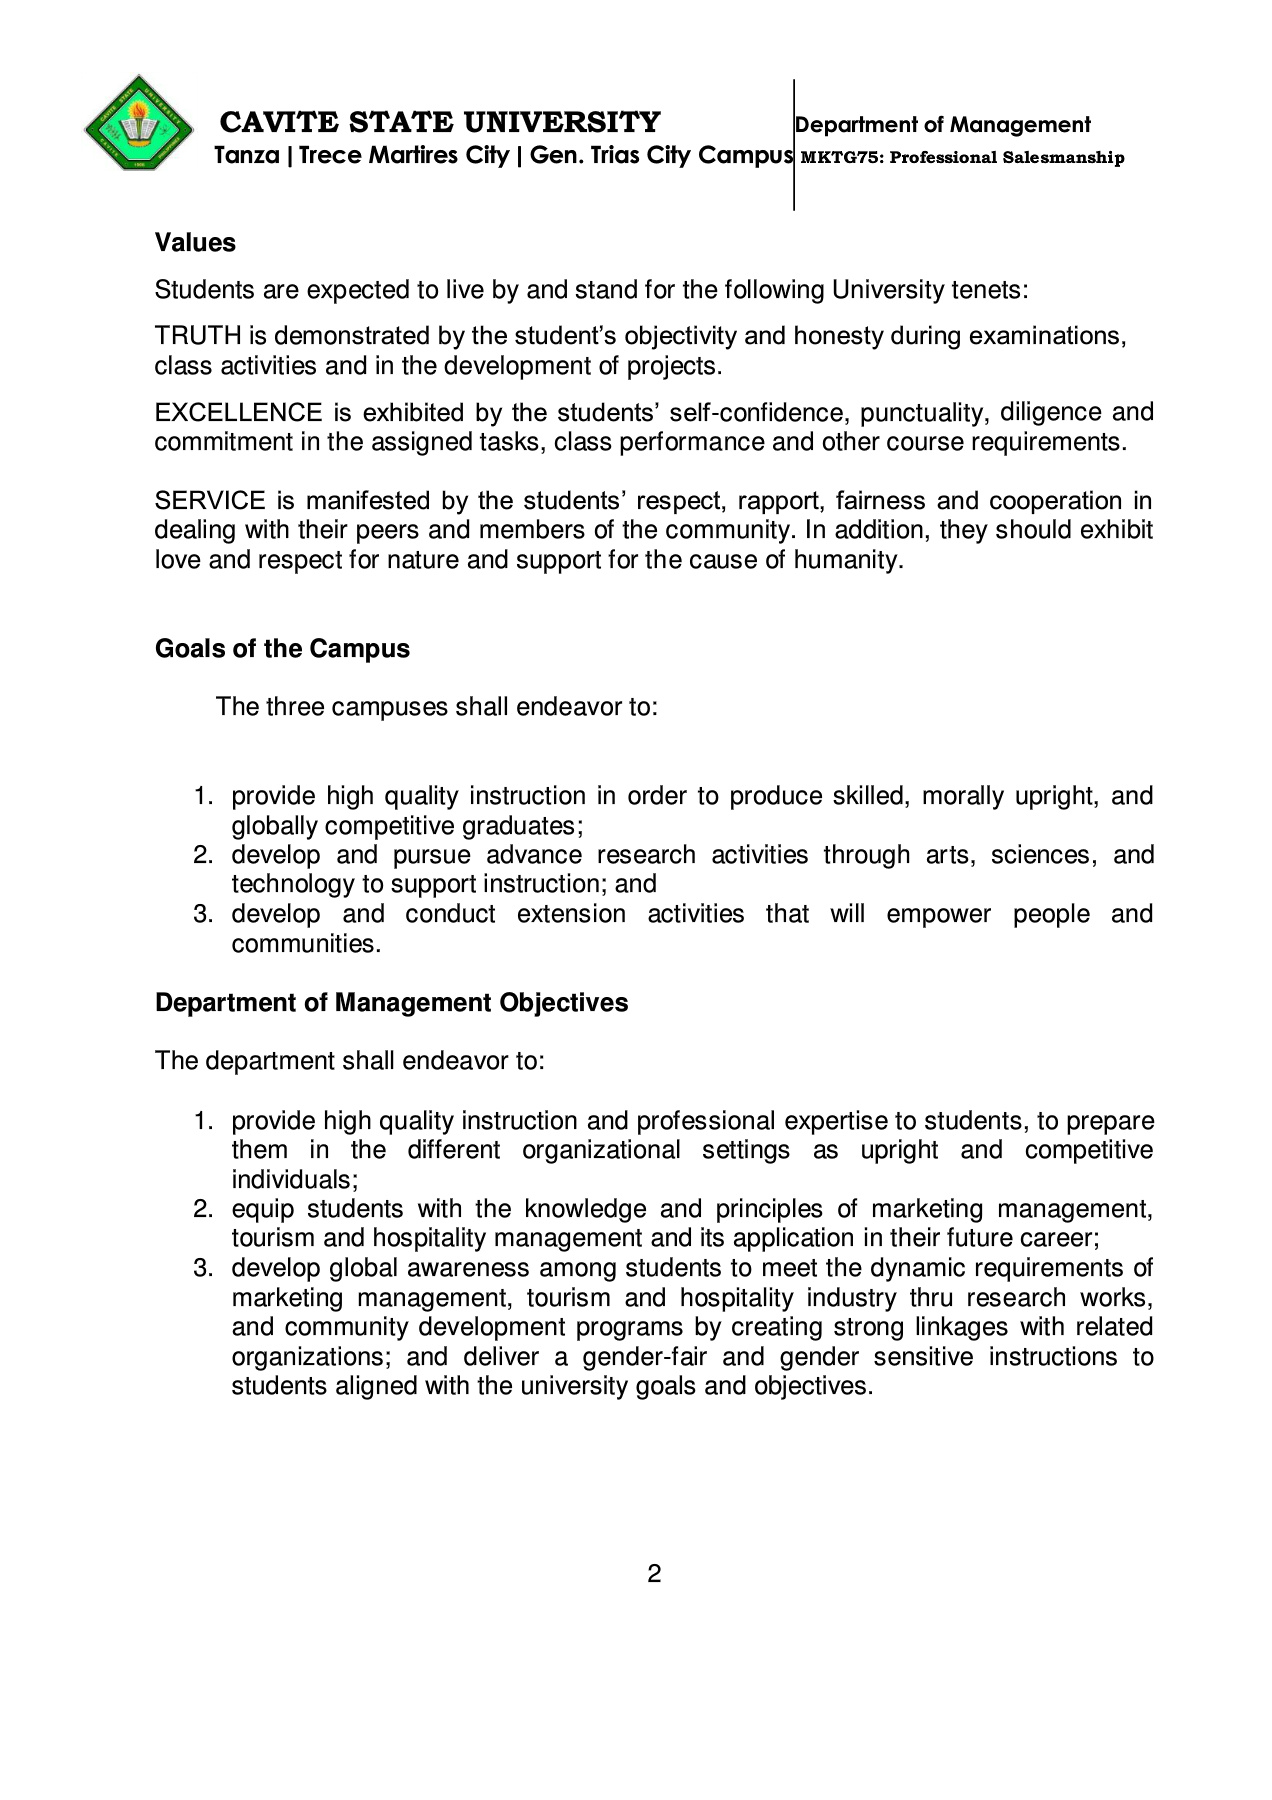 CAVITE STATE UNIVERSITY
Tanza | Trece Martires City | Gen. Trias City Campus
Department of Management
MKTG75: Professional Salesmanship
Values
Students are expected to live by and stand for the following University tenets:
TRUTH is demonstrated by the student’s objectivity and honesty during examinations,
class activities and in the development of projects.
EXCELLENCE is exhibited by the students’ self-confidence, punctuality, diligence and
commitment in the assigned tasks, class performance and other course requirements.
SERVICE is manifested by the students’ respect, rapport, fairness and cooperation in
dealing with their peers and members of the community. In addition, they should exhibit
love and respect for nature and support for the cause of humanity.
Goals of the Campus
The three campuses shall endeavor to:
1. provide high quality instruction in order to produce skilled, morally upright, and
globally competitive graduates;
2. develop and pursue advance research activities through arts, sciences, and
technology to support instruction; and
3. develop and conduct extension activities that will empower people and
communities.
Department of Management Objectives
The department shall endeavor to:
1. provide high quality instruction and professional expertise to students, to prepare
them in the different organizational settings as upright and competitive
individuals;
2. equip students with the knowledge and principles of marketing management,
tourism and hospitality management and its application in their future career;
3. develop global awareness among students to meet the dynamic requirements of
marketing management, tourism and hospitality industry thru research works,
and community development programs by creating strong linkages with related
organizations; and deliver a gender-fair and gender sensitive instructions to
students aligned with the university goals and objectives.
2